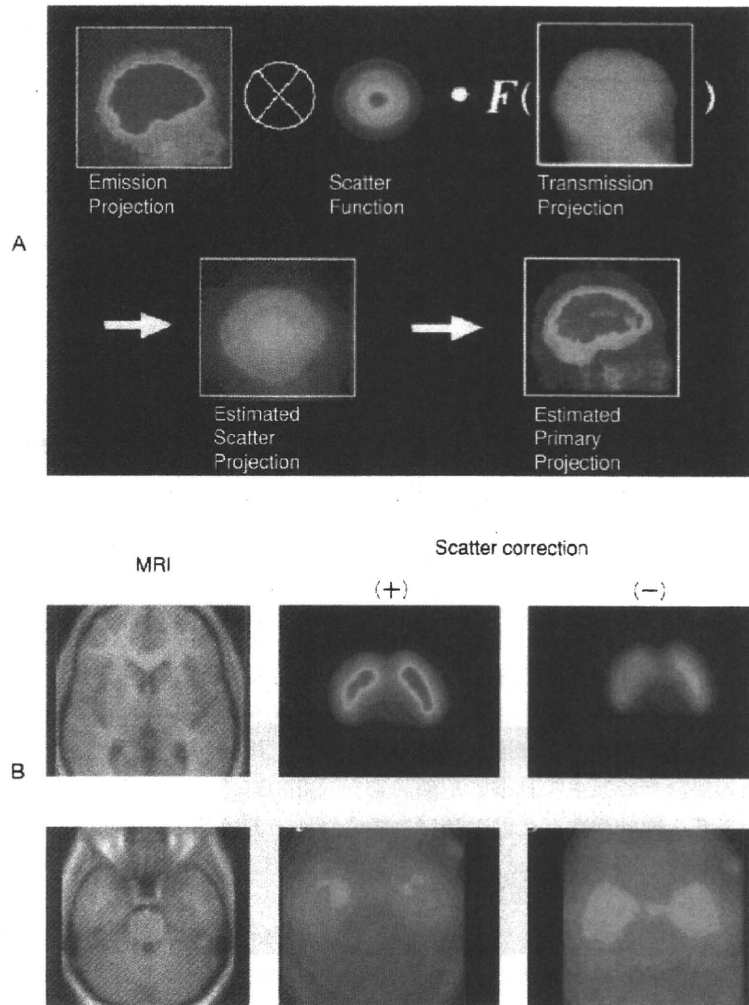 F( )
Emission
Projection
Scatter
Function
Transmission
Projection
A
Estimated
Scatter
Projection
Estimated
Primary
Projection
Scatter correction
MRI
(+)
(−)
B